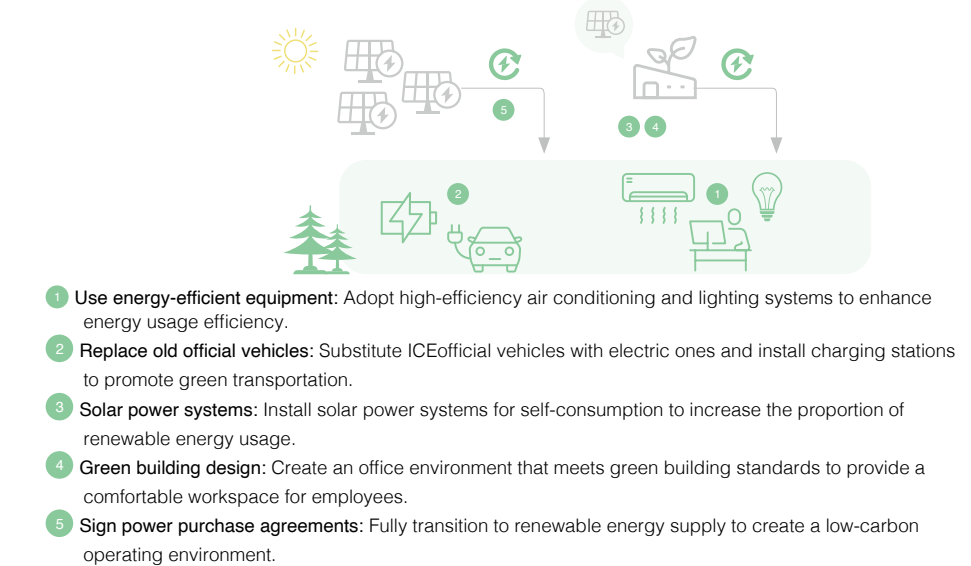 5
3 4
2
1
1 Use energy-efficient equipment: Adopt high-efficiency air conditioning and lighting systems to enhance
energy usage efficiency.
2 Replace old official vehicles: Substitute ICEofficial vehicles with electric ones and install charging stations
to promote green transportation.
3 Solar power systems: Install solar power systems for self-consumption to increase the proportion of
renewable energy usage.
4 Green building design: Create an office environment that meets green building standards to provide a
comfortable workspace for employees.
5 Sign power purchase agreements: Fully transition to renewable energy supply to create a low-carbon
operating environment.